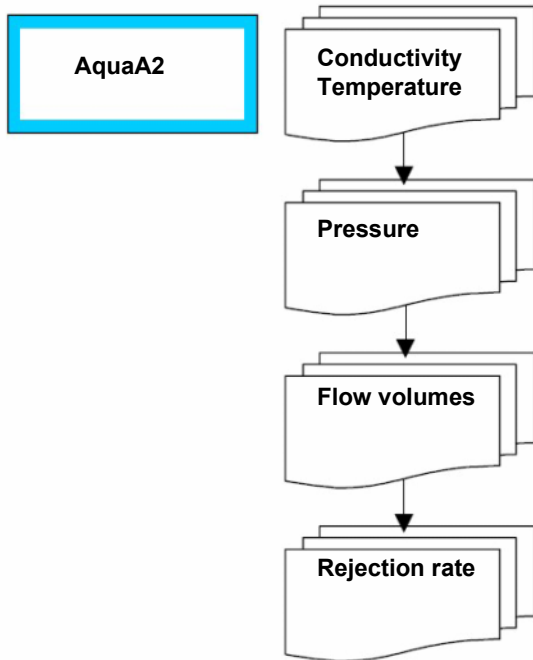 AquaA2
Conductivity
Temperature
Pressure
Flow volumes
Rejection rate